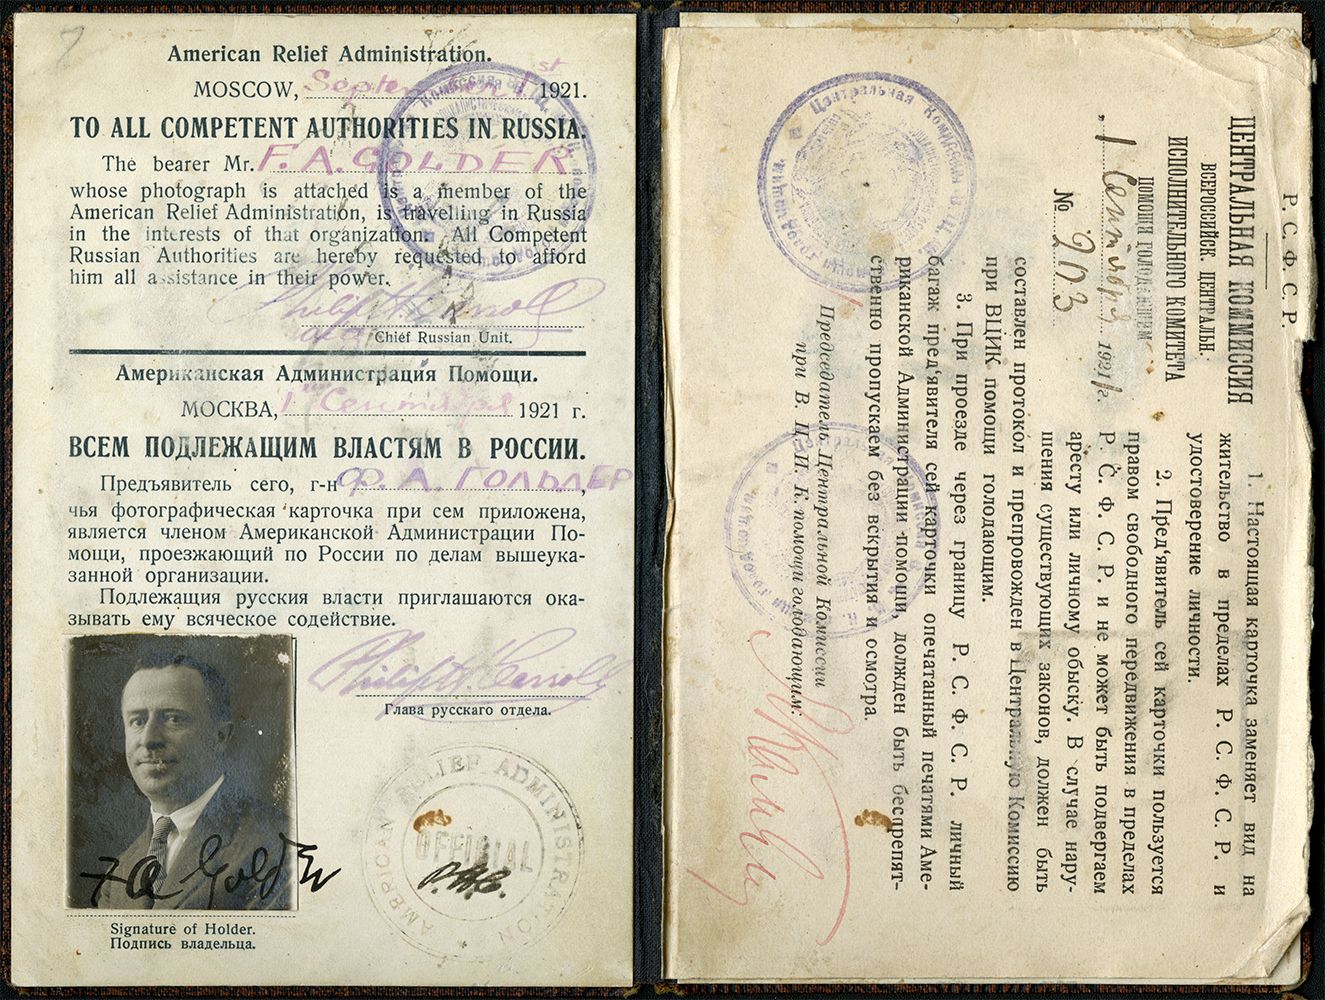 American Relief Administration.
MOSCOW, September 1st 1921.
TO ALL COMPETENT AUTHORITIES IN RUSSIA.
The bearer Mr. F. A. GOLDER
whose photograph is attached is a member of the
American Relief Administration, is travelling in Russia
in the interests of that organization. All Competent
Russian Authorities are hereby requested to afford
him all assistance in their power.
Philip H. Carroll
Chief Russian Unit.
Американская Администрация Помощи.
МОСКВА, 1го Сентября 1921 г.
ВСЕМ ПОДЛЕЖАЩИМ ВЛАСТЯМ В РОССИИ.
Предъявитель сего, г-н Ф. А. ГОЛЬДЕР,
чья фотографическая карточка при сем приложена,
является членом Американской Администрации По-
мощи, проезжающий по России по делам вышеука-
занной организации.
Подлежащия русския власти приглашаются ока-
зывать ему всяческое содействие.
Philip H. Carroll
Глава русскаго отдела.
AMERICAN RELIEF ADMINISTRATION
OFFICIAL
F A Golder
Signature of Holder.
Подпись владельца.
Р. С. Ф. С. Р.
ЦЕНТРАЛЬНАЯ КОММИССИЯ
ВСЕРОССИЙСК. ЦЕНТРАЛЬН.
ИСПОЛНИТЕЛЬНОГО КОМИТЕТА
ПОМОЩИ ГОЛОДАЮЩИМ
1 Сентября 1921 г.
№ 203
1. Настоящая карточка заменяет вид на
жительство в пределах Р. С. Ф. С. Р. и
удостоверение личности.
2. Пред'явитель сей карточки пользуется
правом свободного передвижения в пределах
Р. С. Ф. С. Р. и не может быть подвергаем
аресту или личному обыску. В случае нару-
шения существующих законов, должен быть
составлен протокол и препровожден в Центральную Комиссию
при ВЦИК помощи голодающим.
3. При проезде через границу Р. С. Ф. С. Р. личный
багаж пред'явителя сей карточки опечатанный печатями Аме-
риканской Администрации помощи, должден быть беспрепят-
ственно пропускаем без вскрытия и осмотра.
Председатель Центральной Комиссии
при В. Ц. И. К. помощи голодающим:
Центральная Комиссия